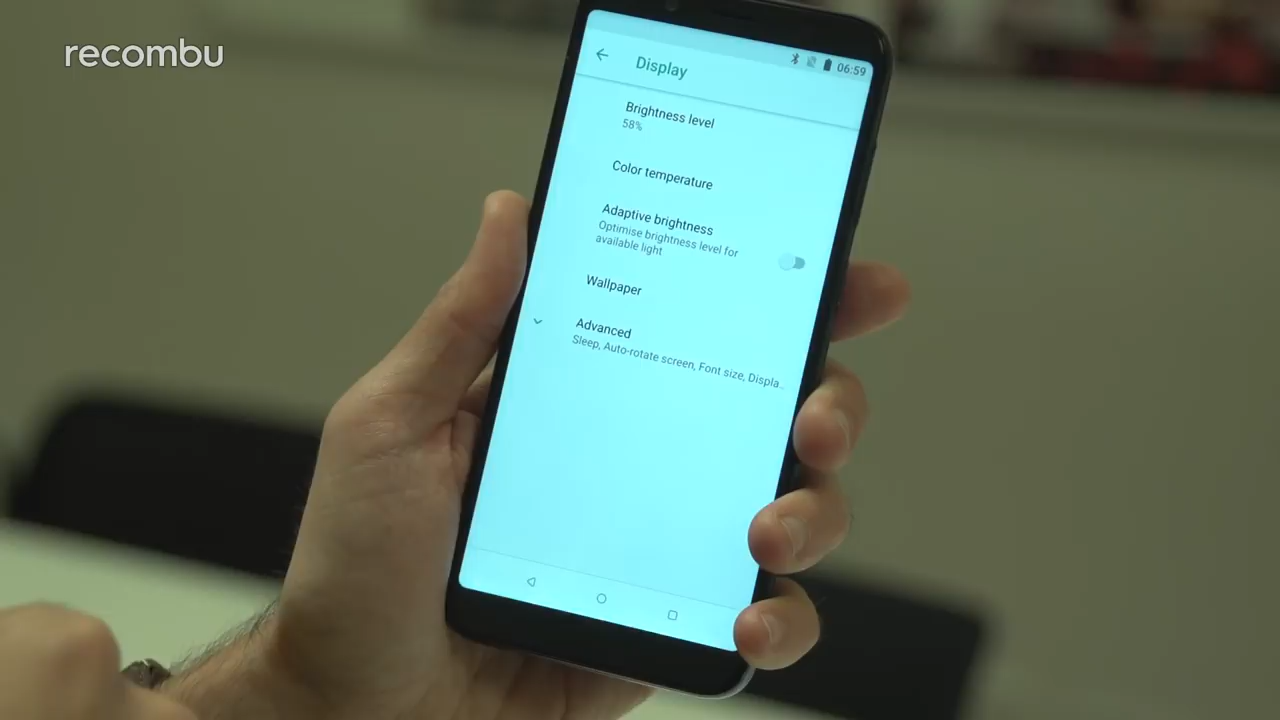 recombu
06:59
Display
Brightness level
58%
Color temperature
Adaptive brightness
Optimise brightness level for
available light
Wallpaper
Advanced
Sleep, Auto-rotate screen, Font size, Displa..